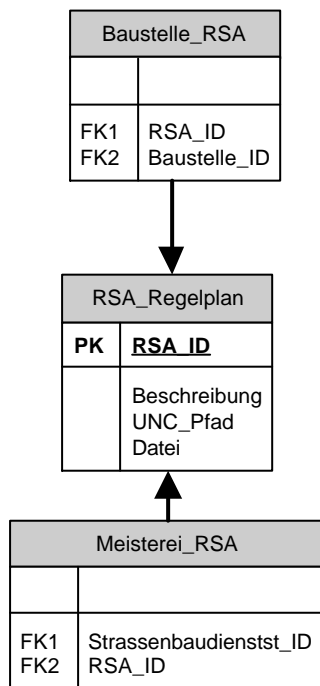 Baustelle_RSA
FK1 RSA_ID
FK2 Baustelle_ID
RSA_Regelplan
PK RSA_ID
Beschreibung
UNC_Pfad
Datei
Meisterei_RSA
FK1 Strassenbaudienstst_ID
FK2 RSA_ID